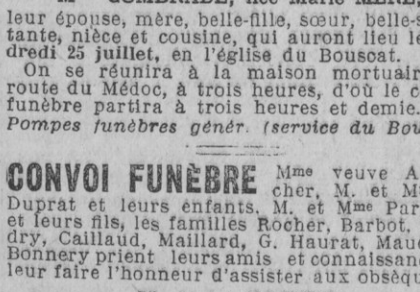 leur épouse, mère, belle-fille, sœur, belle-
tante, nièce et cousine, qui auront lieu le
dredi 25 juillet, en l'église du Bouscat.
On se réunira à la maison mortuair
route du Médoc, à trois heures, d'où le c
funèbre partira à trois heures et demie.
Pompes funèbres génér. (service du Bou
CONVOI FUNÈBRE Mme veuve A
cher, M. et M
Duprat et leurs enfants, M. et Mme Par
et leurs fils, les familles Rocher, Barbot,
dry, Caillaud, Maillard, G. Haurat, Mau
Bonnery prient leurs amis et connaissanc
leur faire l'honneur d'assister aux obsèqu